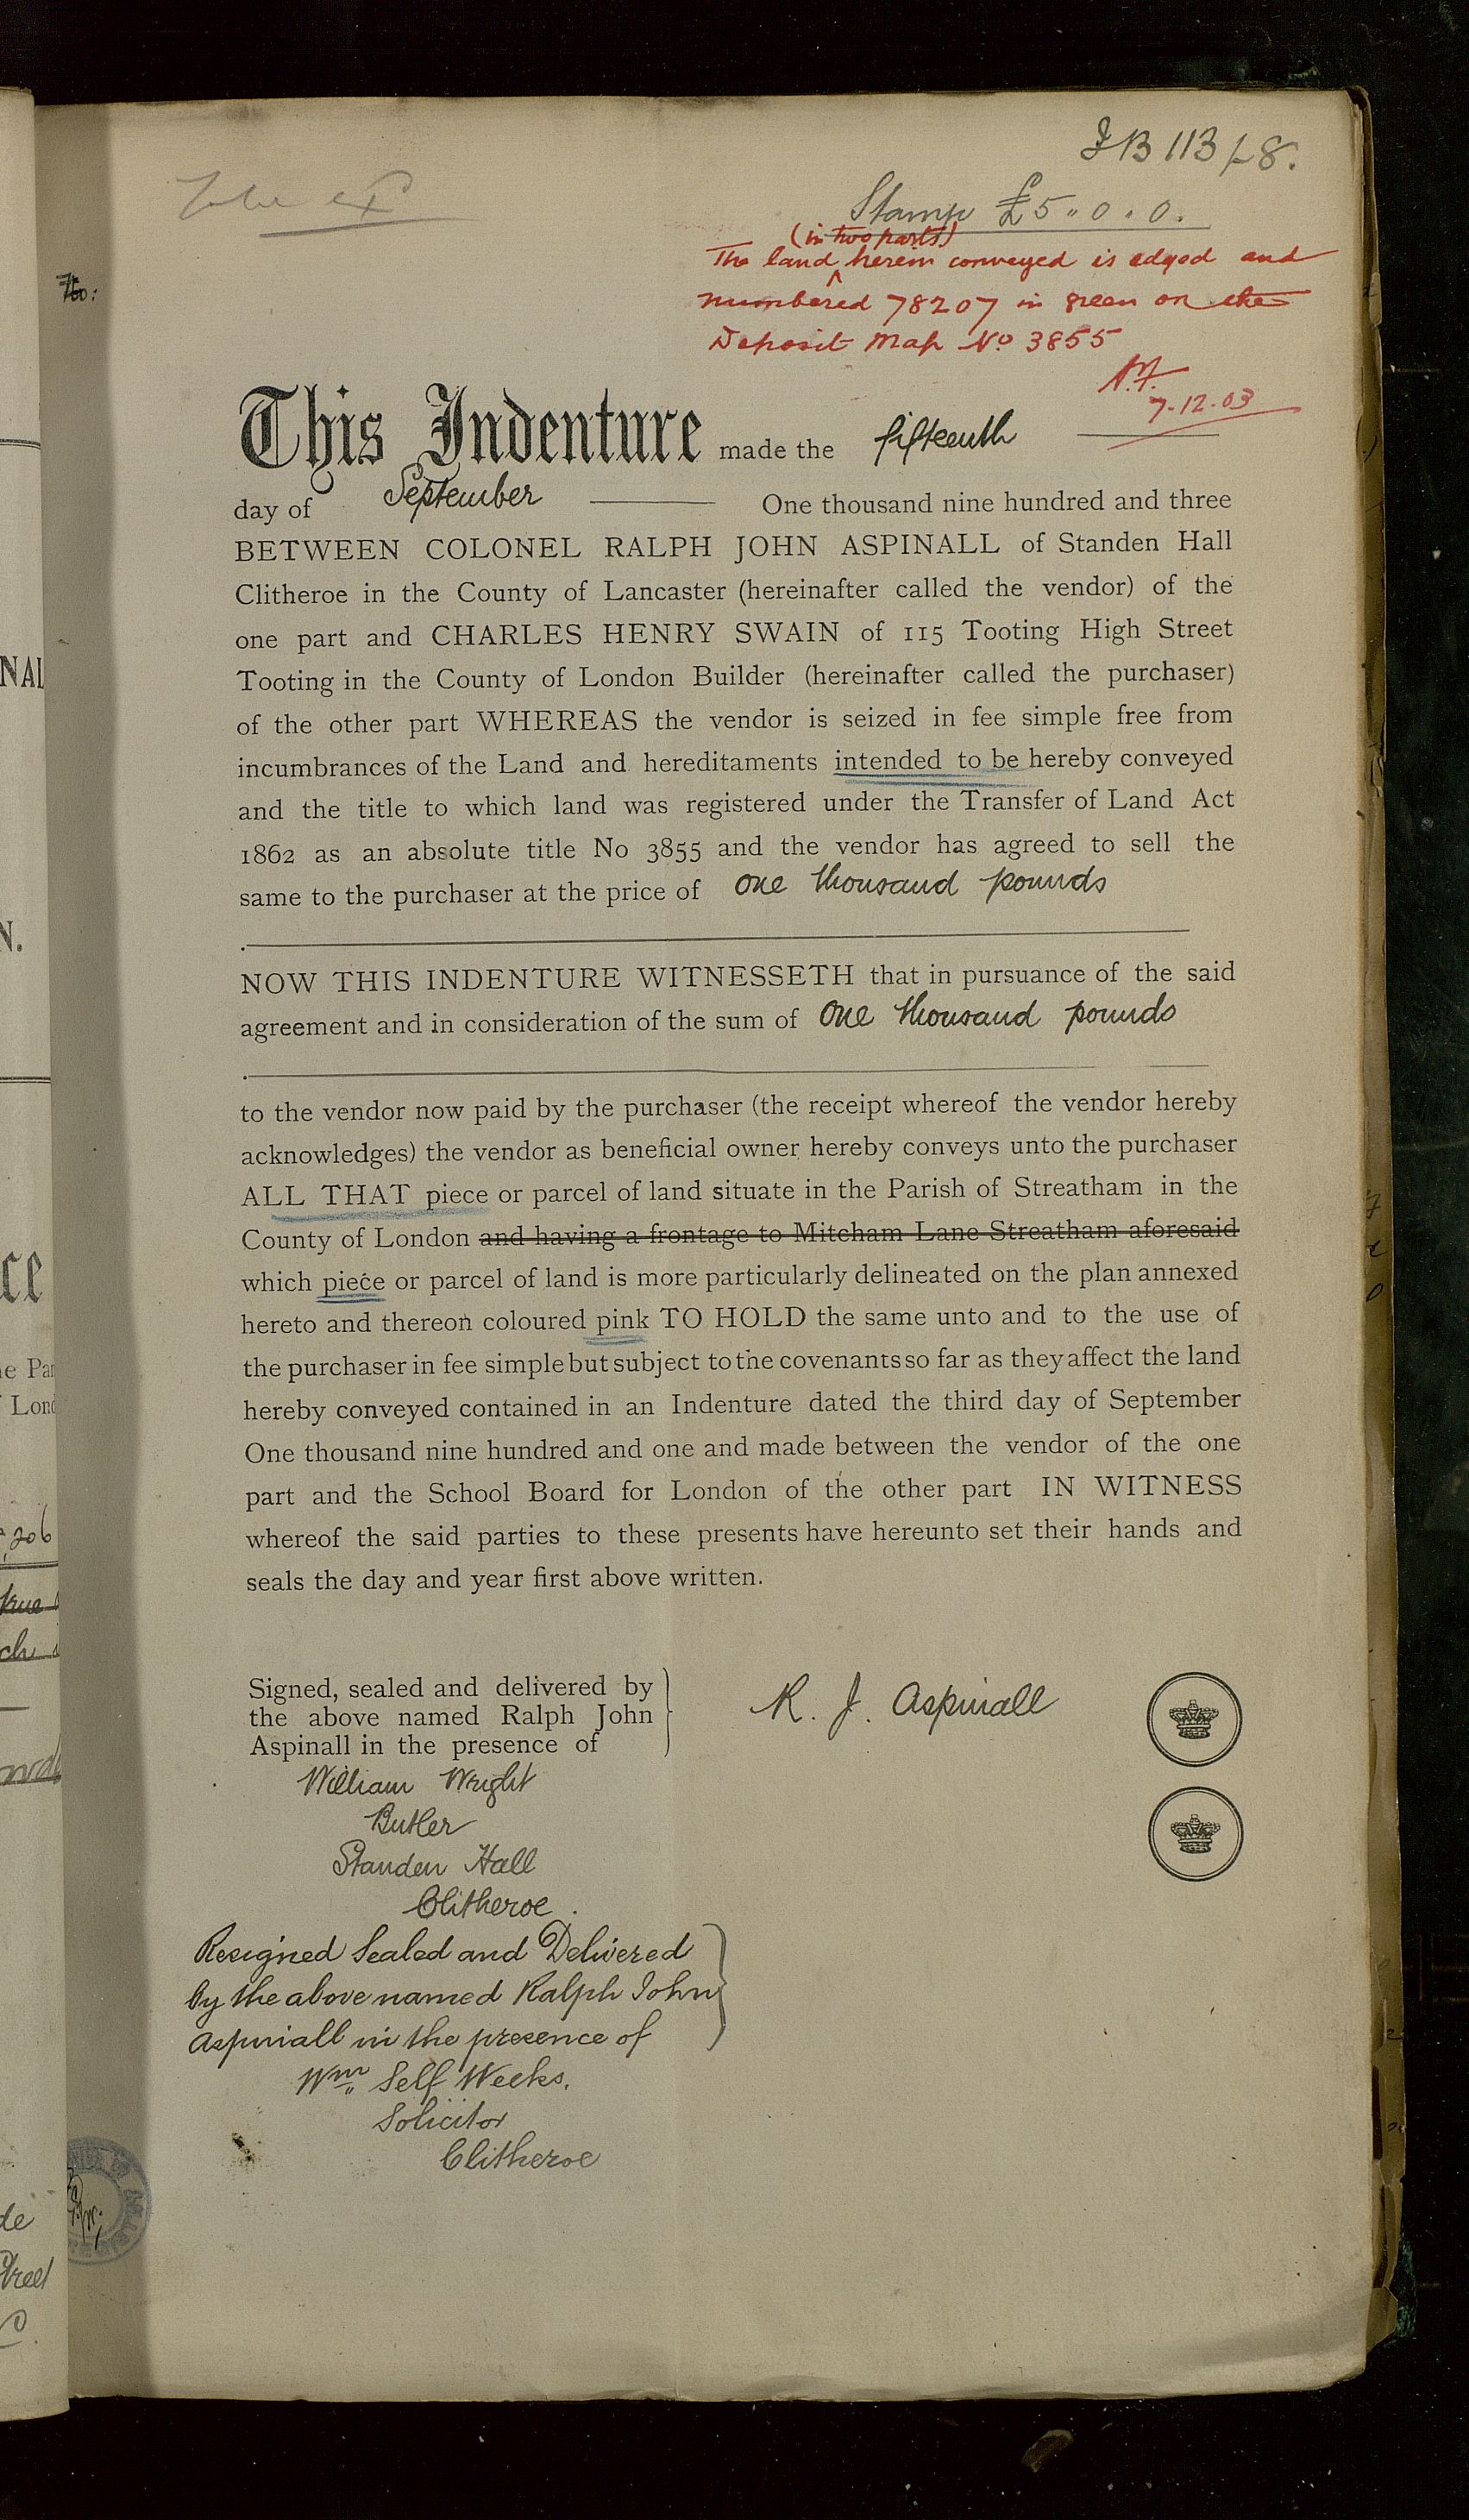 113/8.
Stamp £5 " 0 " 0.
(in two parts)
The land herein conveyed is edged and
numbered 78207 in green on the
Deposit Map No. 3855
7-12-03
This Indenture made the fifteenth
day of September One thousand nine hundred and three
BETWEEN COLONEL RALPH JOHN ASPINALL of Standen Hall
Clitheroe in the County of Lancaster (hereinafter called the vendor) of the
one part and CHARLES HENRY SWAIN of 115 Tooting High Street
Tooting in the County of London Builder (hereinafter called the purchaser)
of the other part WHEREAS the vendor is seized in fee simple free from
incumbrances of the Land and hereditaments intended to be hereby conveyed
and the title to which land was registered under the Transfer of Land Act
1862 as an absolute title No 3855 and the vendor has agreed to sell the
same to the purchaser at the price of One thousand pounds
NOW THIS INDENTURE WITNESSETH that in pursuance of the said
agreement and in consideration of the sum of One thousand pounds
to the vendor now paid by the purchaser (the receipt whereof the vendor hereby
acknowledges) the vendor as beneficial owner hereby conveys unto the purchaser
ALL THAT piece or parcel of land situate in the Parish of Streatham in the
County of London and having a frontage to Mitcham Lane Streatham aforesaid
which piece or parcel of land is more particularly delineated on the plan annexed
hereto and thereon coloured pink TO HOLD the same unto and to the use of
the purchaser in fee simple but subject to the covenants so far as they affect the land
hereby conveyed contained in an Indenture dated the third day of September
One thousand nine hundred and one and made between the vendor of the one
part and the School Board for London of the other part IN WITNESS
whereof the said parties to these presents have hereunto set their hands and
seals the day and year first above written.
Signed, sealed and delivered by
the above named Ralph John
Aspinall in the presence of
R. J. Aspinall
William Wright
Butler
Standen Hall
Clitheroe.
Resigned Sealed and Delivered
by the above named Ralph John
Aspinall in the presence of
Wm. Self Weeks.
Solicitor
Clitheroe